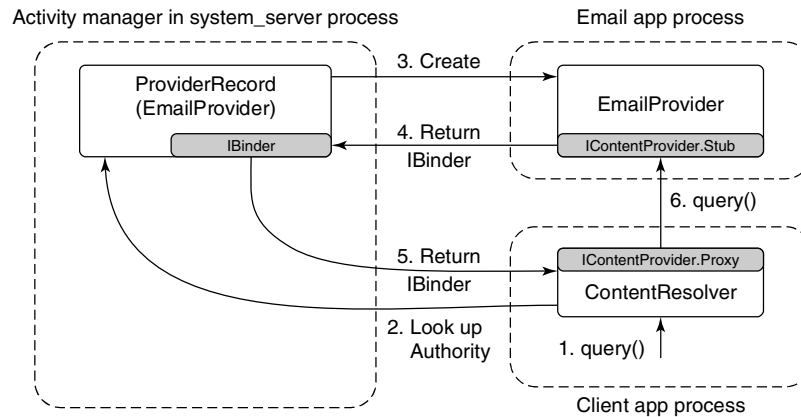 Activity manager in system_server process
Email app process
ProviderRecord
(EmailProvider)
IBinder
3. Create
EmailProvider
4. Return
IBinder
IContentProvider.Stub
6. query()
5. Return
IBinder
IContentProvider.Proxy
ContentResolver
2. Look up
Authority
1. query()
Client app process